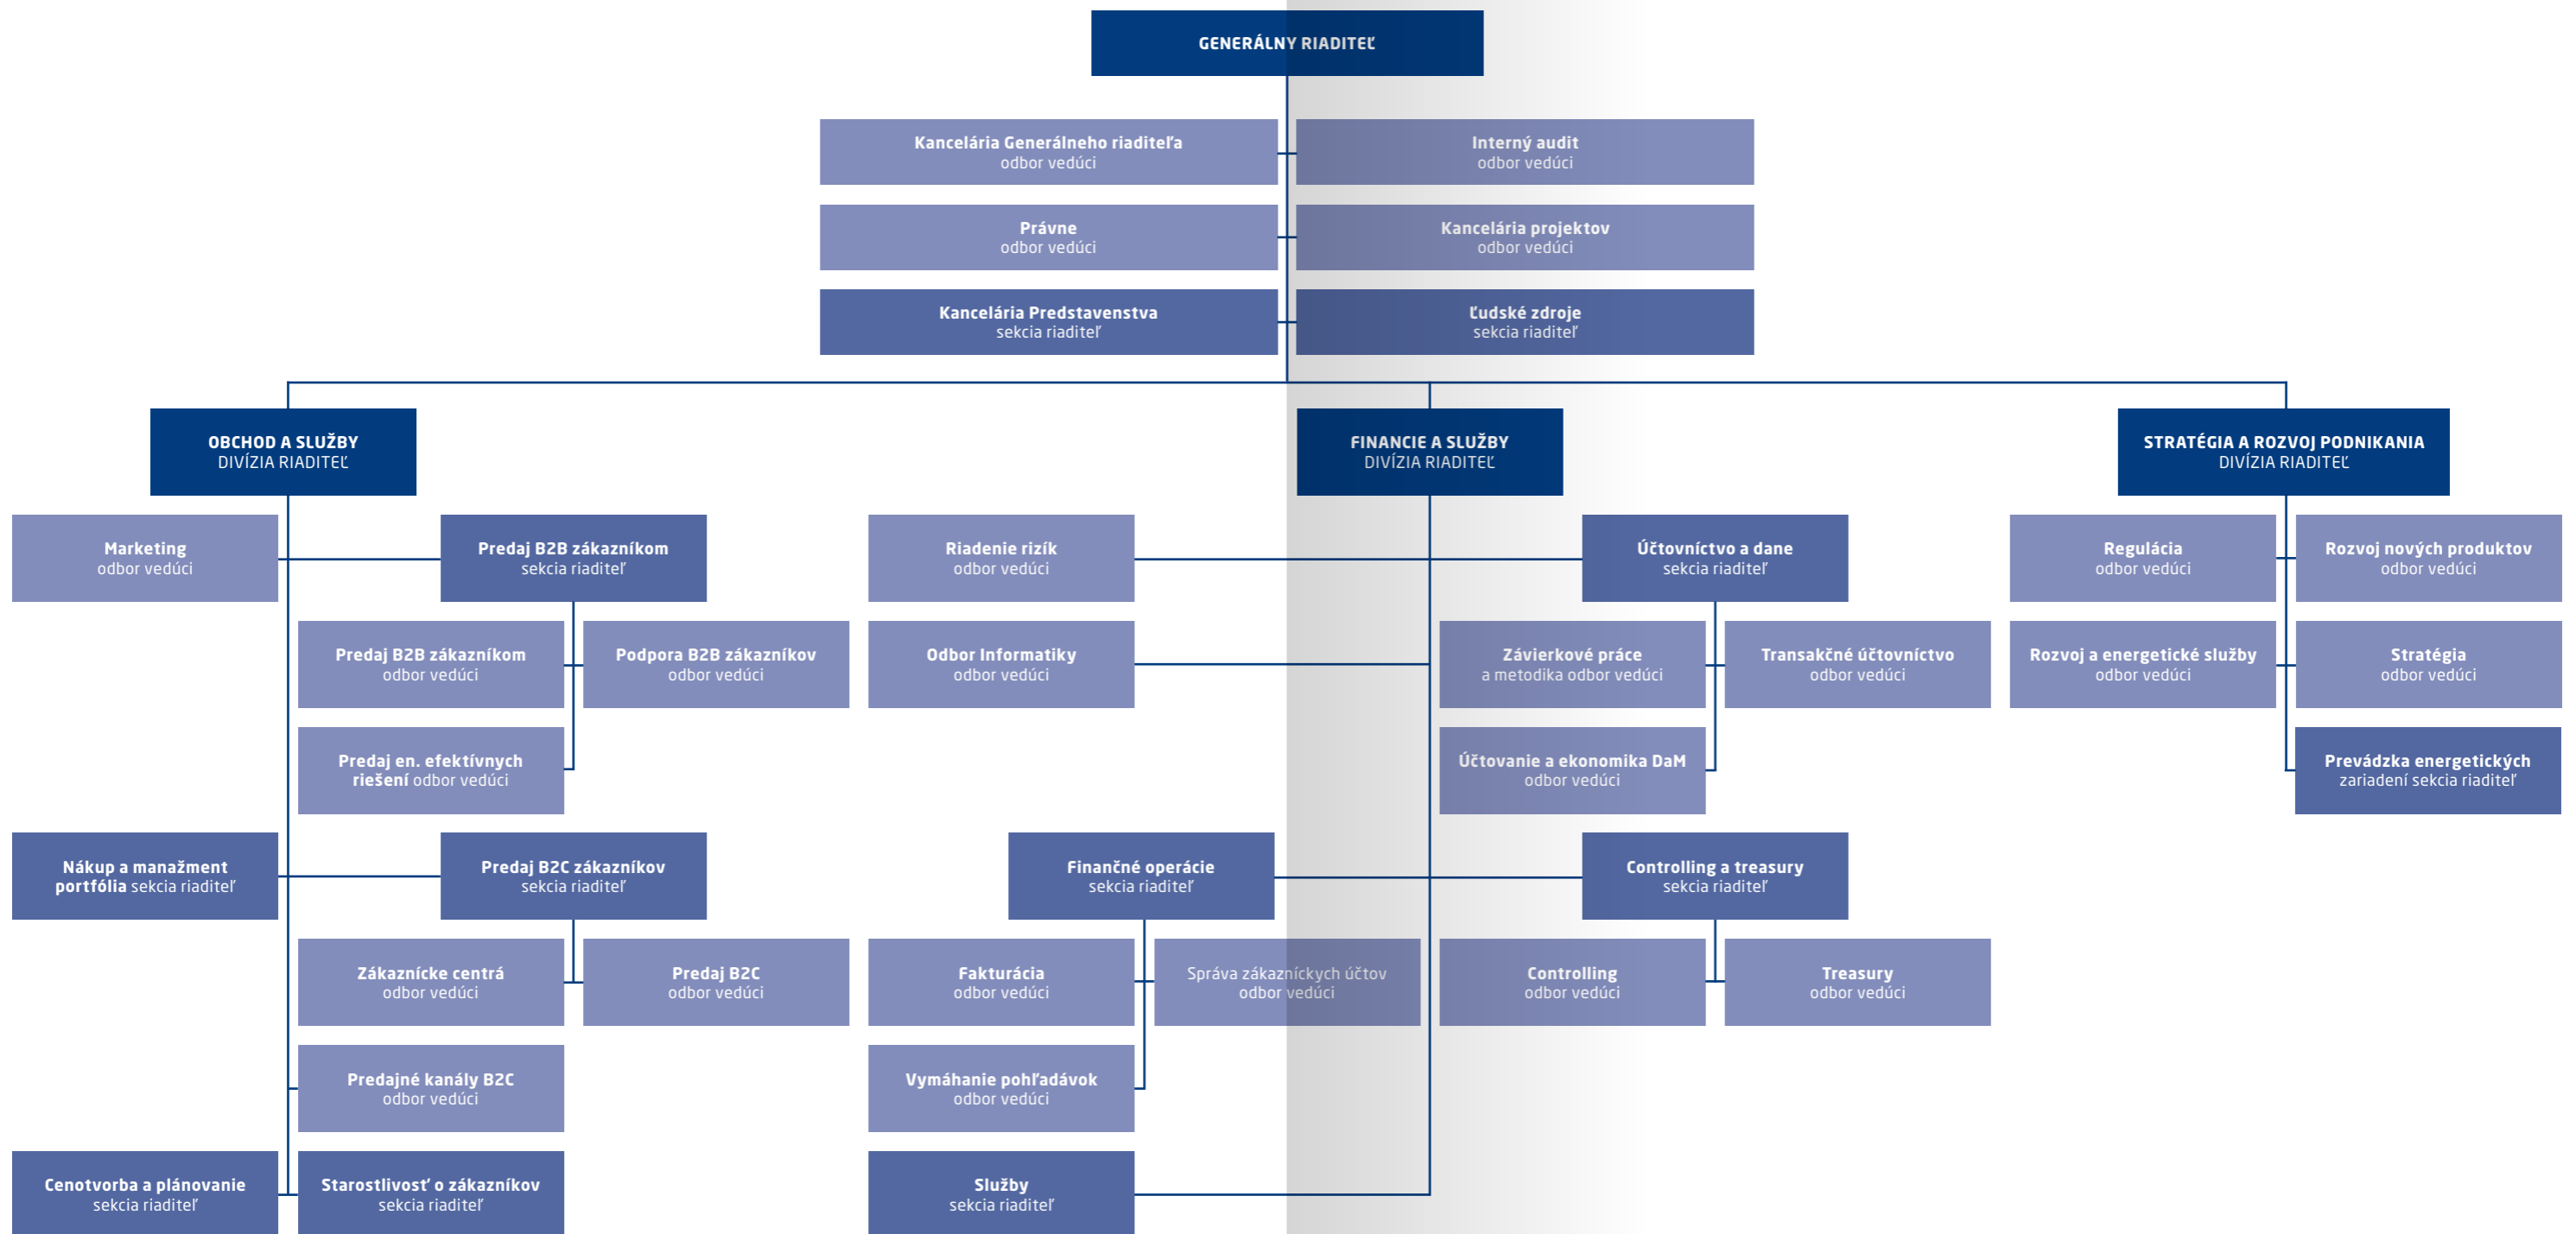 GENERÁLNY RIADITEĽ
Kancelária Generálneho riaditeľa
odbor vedúci
Interný audit
odbor vedúci
Právne
odbor vedúci
Kancelária projektov
odbor vedúci
Kancelária Predstavenstva
sekcia riaditeľ
Ľudské zdroje
sekcia riaditeľ
OBCHOD A SLUŽBY
DIVÍZIA RIADITEĽ
FINANCIE A SLUŽBY
DIVÍZIA RIADITEĽ
STRATÉGIA A ROZVOJ PODNIKANIA
DIVÍZIA RIADITEĽ
Marketing
odbor vedúci
Predaj B2B zákazníkom
sekcia riaditeľ
Riadenie rizík
odbor vedúci
Účtovníctvo a dane
sekcia riaditeľ
Regulácia
odbor vedúci
Rozvoj nových produktov
odbor vedúci
Predaj B2B zákazníkom
odbor vedúci
Podpora B2B zákazníkov
odbor vedúci
Odbor Informatiky
odbor vedúci
Závierkové práce
a metodika odbor vedúci
Transakčné účtovníctvo
odbor vedúci
Rozvoj a energetické služby
odbor vedúci
Stratégia
odbor vedúci
Predaj en. efektívnych
riešení odbor vedúci
Účtovanie a ekonomika DaM
odbor vedúci
Prevádzka energetických
zariadení sekcia riaditeľ
Nákup a manažment
portfólia sekcia riaditeľ
Predaj B2C zákazníkov
sekcia riaditeľ
Finančné operácie
sekcia riaditeľ
Controlling a treasury
sekcia riaditeľ
Zákaznícke centrá
odbor vedúci
Predaj B2C
odbor vedúci
Fakturácia
odbor vedúci
Správa zákazníckych účtov
odbor vedúci
Controlling
odbor vedúci
Treasury
odbor vedúci
Predajné kanály B2C
odbor vedúci
Vymáhanie pohľadávok
odbor vedúci
Cenotvorba a plánovanie
sekcia riaditeľ
Starostlivosť o zákazníkov
sekcia riaditeľ
Služby
sekcia riaditeľ